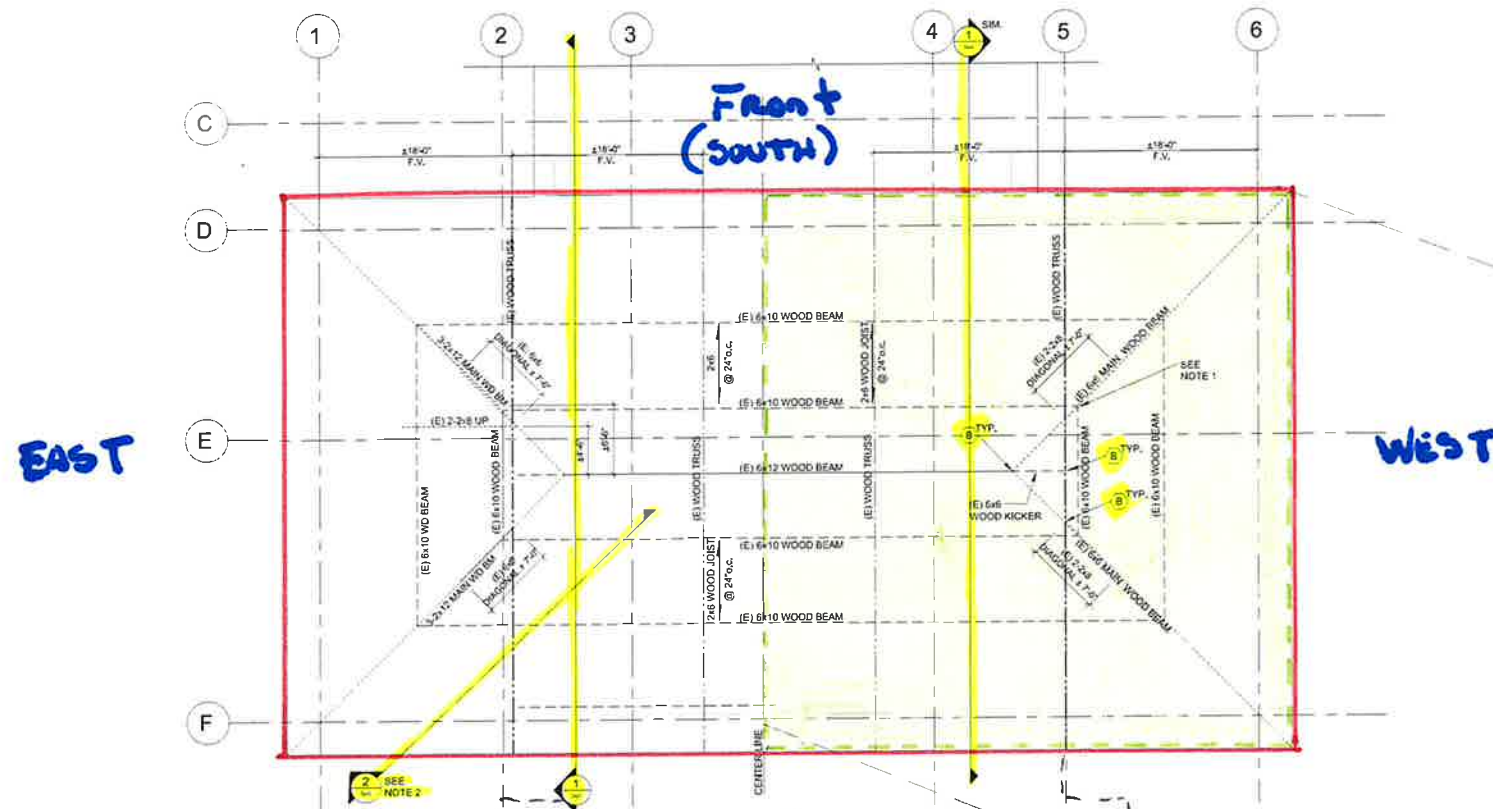 1
2
3
4
5
6
1
SIM.
Front
(SOUTH)
C
±18'-0"
F.V.
±18'-0"
F.V.
±18'-0"
F.V.
±18'-0"
F.V.
D
(E) WOOD TRUSS
(E) WOOD TRUSS
(E) 6x10 WOOD BEAM
3-2x12 MAIN WD BM
(E) 6x6
DIAGONAL ± 7'-0"
2x6
@ 24"o.c.
2x6 WOOD JOIST
@ 24"o.c.
(E) 2-2x8
DIAGONAL ± 7'-0"
(E) 6x6 MAIN WOOD BEAM
SEE
NOTE 1
(E) 6x10 WOOD BEAM
(E) 2-2x8 UP
±4'-6"
EAST
E
B TYP.
WEST
B TYP.
B TYP.
(E) 6x10 WD BEAM
(E) 6x10 WOOD BEAM
(E) WOOD TRUSS
(E) 6x12 WOOD BEAM
(E) WOOD TRUSS
(E) 6x6
WOOD KICKER
(E) 6x10 WOOD BEAM
(E) 6x10 WOOD BEAM
3-2x12 MAIN WD BM
(E) 6x6
DIAGONAL ± 7'-0"
(E) 6x10 WOOD BEAM
2x6 WOOD JOIST
@ 24"o.c.
(E) 2-2x8
DIAGONAL ± 7'-0"
(E) 6x6 MAIN WOOD BEAM
(E) 6x10 WOOD BEAM
F
CENTER LINE
2
SEE
NOTE 2
1